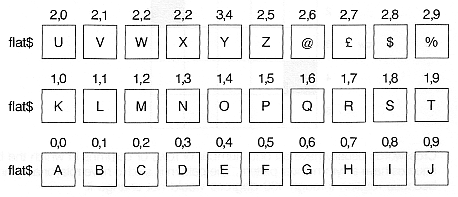 2,0 2,1 2,2 2,2 3,4 2,5 2,6 2,7 2,8 2,9
flat$ U V W X Y Z @ £ $ %
1,0 1,1 1,2 1,3 1,4 1,5 1,6 1,7 1,8 1,9
flat$ K L M N O P Q R S T
0,0 0,1 0,2 0,3 0,4 0,5 0,6 0,7 0,8 0,9
flat$ A B C D E F G H I J